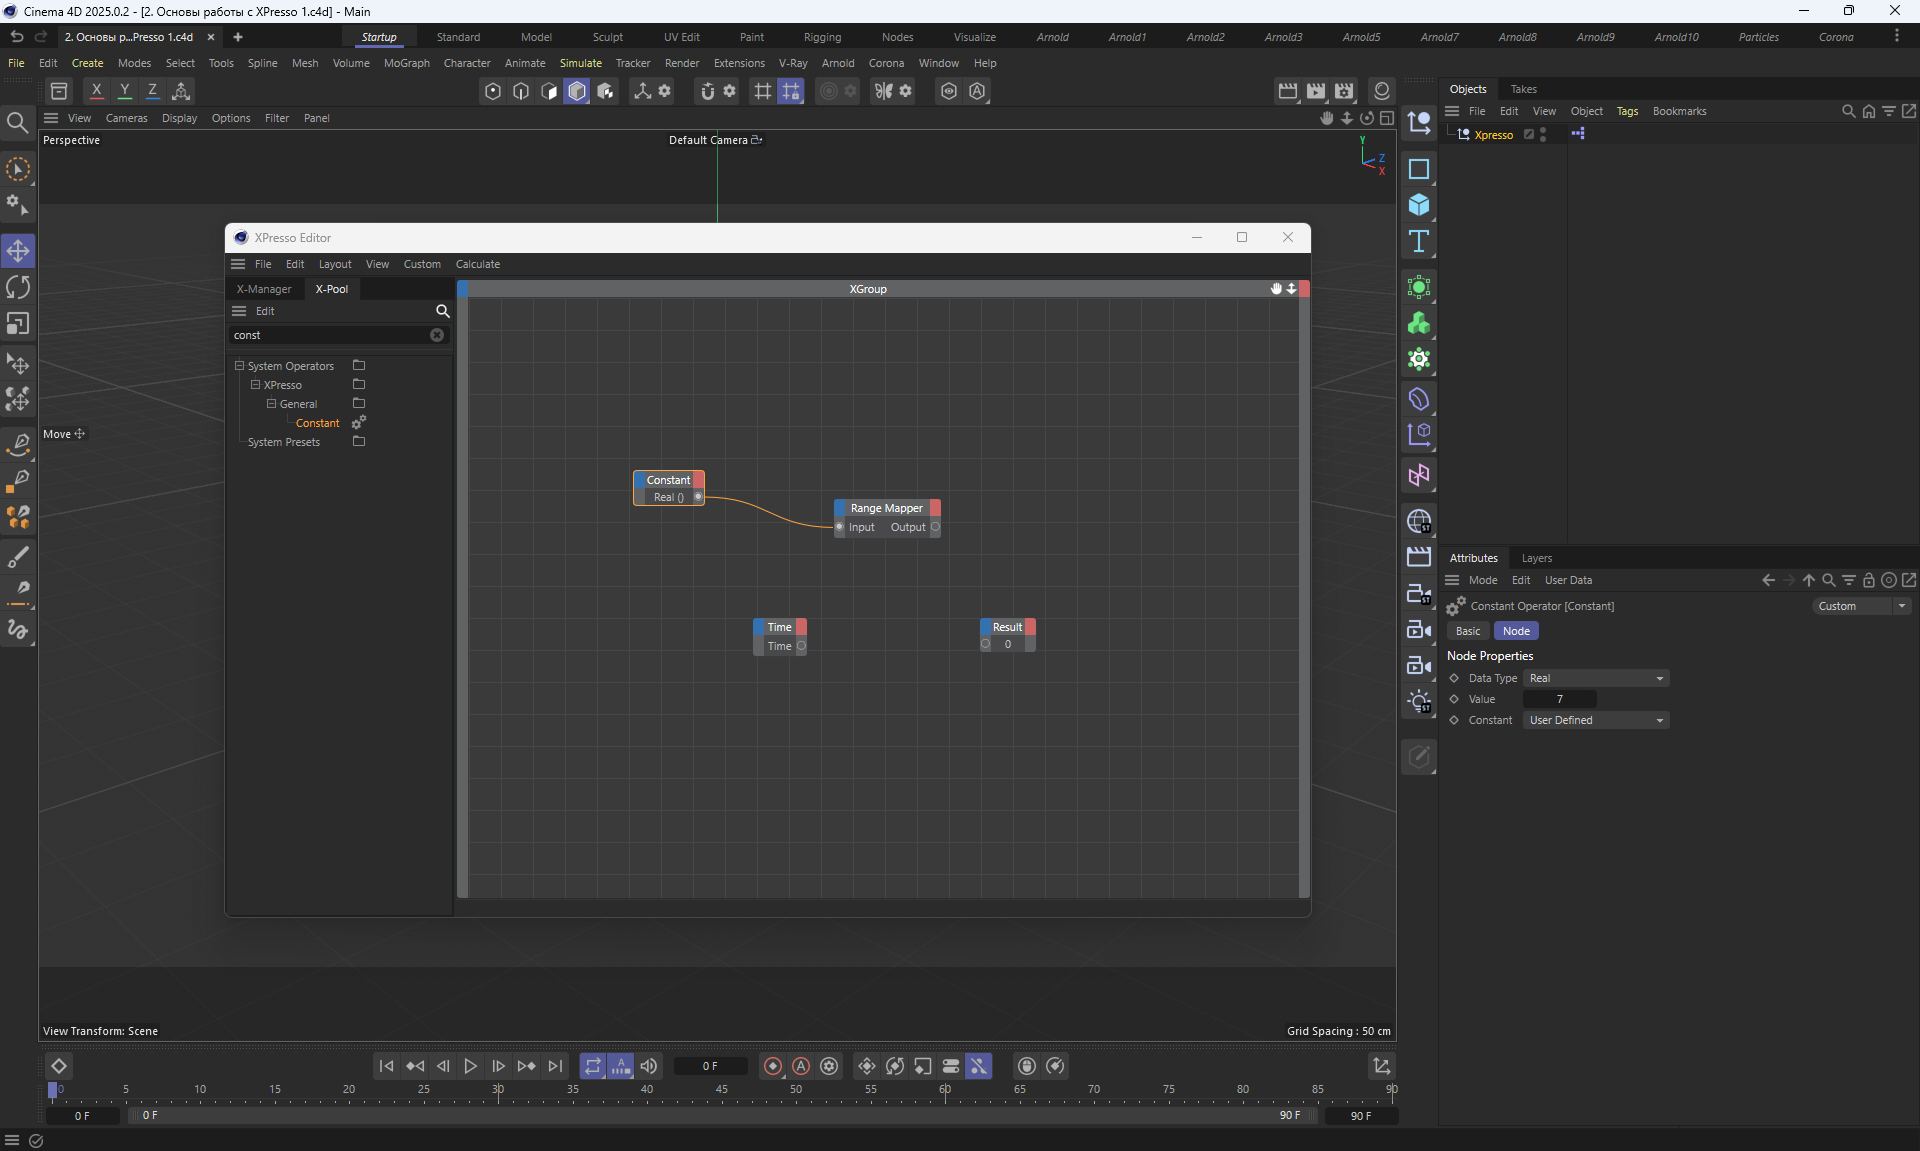 Cinema 4D 2025.0.2 - [2. Основы работы с XPresso 1.c4d] - Main
2. Основы р...Presso 1.c4d
Startup Standard Model Sculpt UV Edit Paint Rigging Nodes Visualize Arnold Arnold1 Arnold2 Arnold3 Arnold5 Arnold7 Arnold8 Arnold9 Arnold10 Particles Corona
File Edit Create Modes Select Tools Spline Mesh Volume MoGraph Character Animate Simulate Tracker Render Extensions V-Ray Arnold Corona Window Help
X Y Z
Objects Takes
File Edit View Object Tags Bookmarks
Xpresso
View Cameras Display Options Filter Panel
Perspective
Default Camera
Y
Z
X
Move
XPresso Editor
File Edit Layout View Custom Calculate
X-Manager X-Pool
Edit
const
System Operators
XPresso
General
Constant
System Presets
XGroup
Constant
Real ()
Range Mapper
Input Output
Time
Time
Result
0
Attributes Layers
Mode Edit User Data
Constant Operator [Constant]
Custom
Basic Node
Node Properties
Data Type Real
Value 7
Constant User Defined
View Transform: Scene
Grid Spacing : 50 cm
0 F
0 5 10 15 20 25 30 35 40 45 50 55 60 65 70 75 80 85 90
0 F 0 F 90 F 90 F